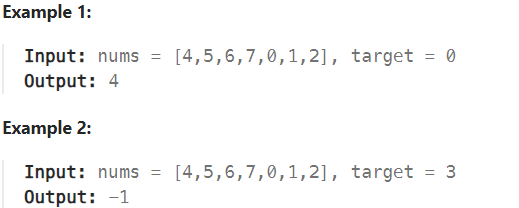 Example 1:
Input: nums = [4,5,6,7,0,1,2], target = 0
Output: 4
Example 2:
Input: nums = [4,5,6,7,0,1,2], target = 3
Output: -1